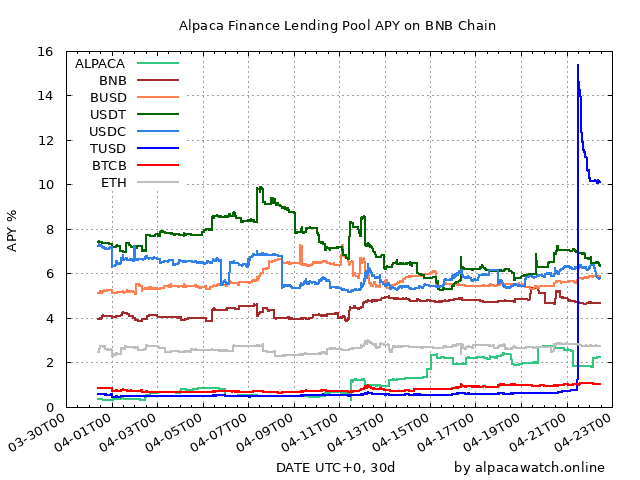 Alpaca Finance Lending Pool APY on BNB Chain
APY %
16
14
12
10
8
6
4
2
0
ALPACA
BNB
BUSD
USDT
USDC
TUSD
BTCB
ETH
03-30T00
04-01T00
04-03T00
04-05T00
04-07T00
04-09T00
04-11T00
04-13T00
04-15T00
04-17T00
04-19T00
04-21T00
04-23T00
DATE UTC+0, 30d
by alpacawatch.online